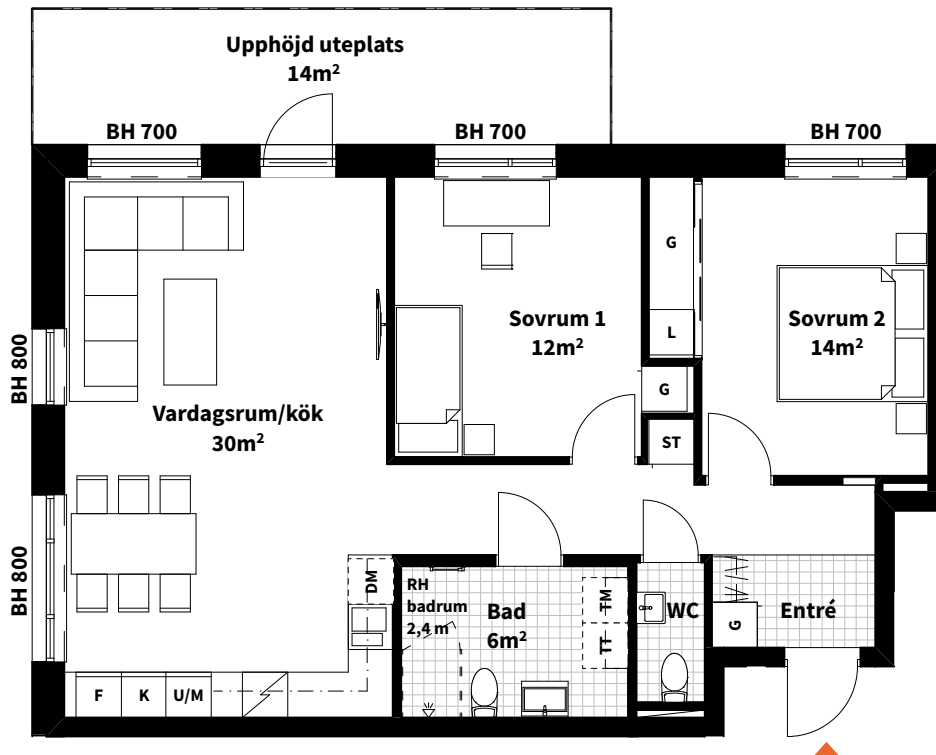 Upphöjd uteplats
14m²
BH 700
BH 700
BH 700
G
L
Sovrum 1
12m²
Sovrum 2
14m²
BH 800
G
Vardagsrum/kök
30m²
ST
BH 800
DM
RH
badrum
2,4 m
Bad
6m²
TM
TT
WC
G
Entré
F
K
U/M